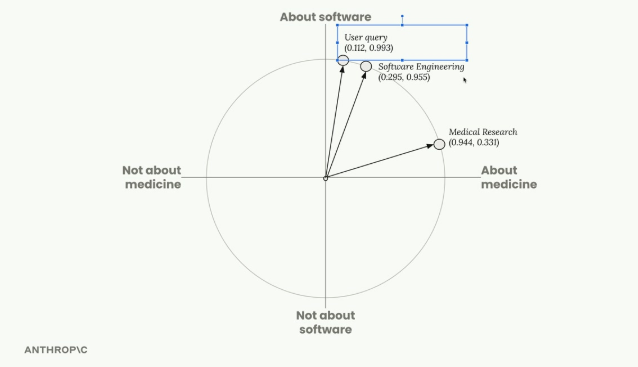 About software
User query
(0.112, 0.993)
Software Engineering
(0.295, 0.955)
Medical Research
(0.944, 0.331)
Not about
medicine
About
medicine
Not about
software
ANTHROP\C